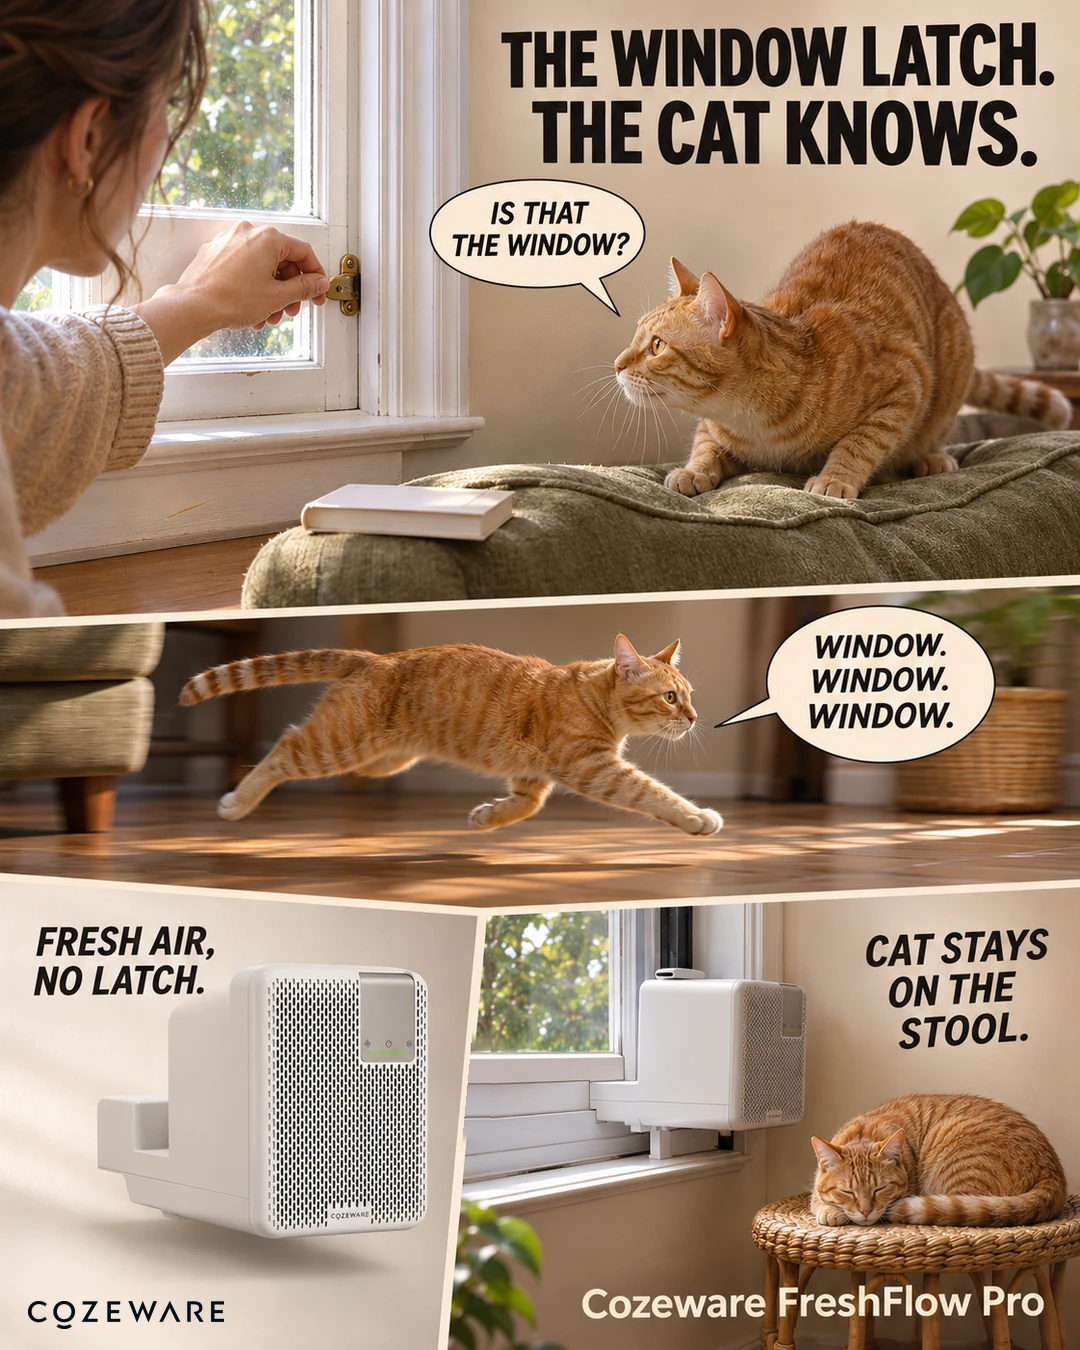 THE WINDOW LATCH.
THE CAT KNOWS.
IS THAT
THE WINDOW?
WINDOW.
WINDOW.
WINDOW.
FRESH AIR,
NO LATCH.
COZEWARE
COZEWARE
CAT STAYS
ON THE
STOOL.
Cozeware FreshFlow Pro